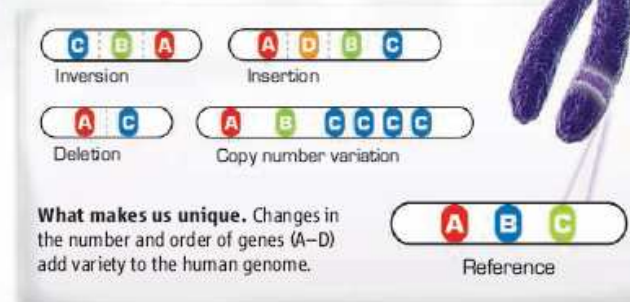 C B A
A D B C
Inversion
Insertion
A C
A B C C C C
Deletion
Copy number variation
What makes us unique. Changes in
the number and order of genes (A–D)
add variety to the human genome.
A B C
Reference